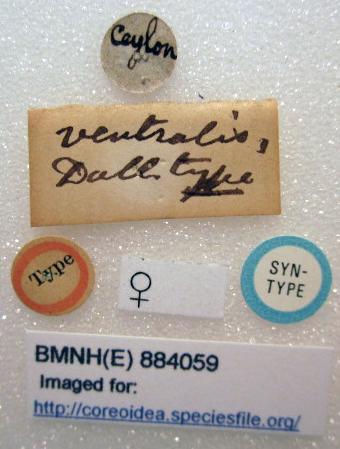 Ceylon
ventralis,
Dall. type
Type
♀
SYN-
TYPE
BMNH(E) 884059
Imaged for:
http://coreoidea.speciesfile.org/